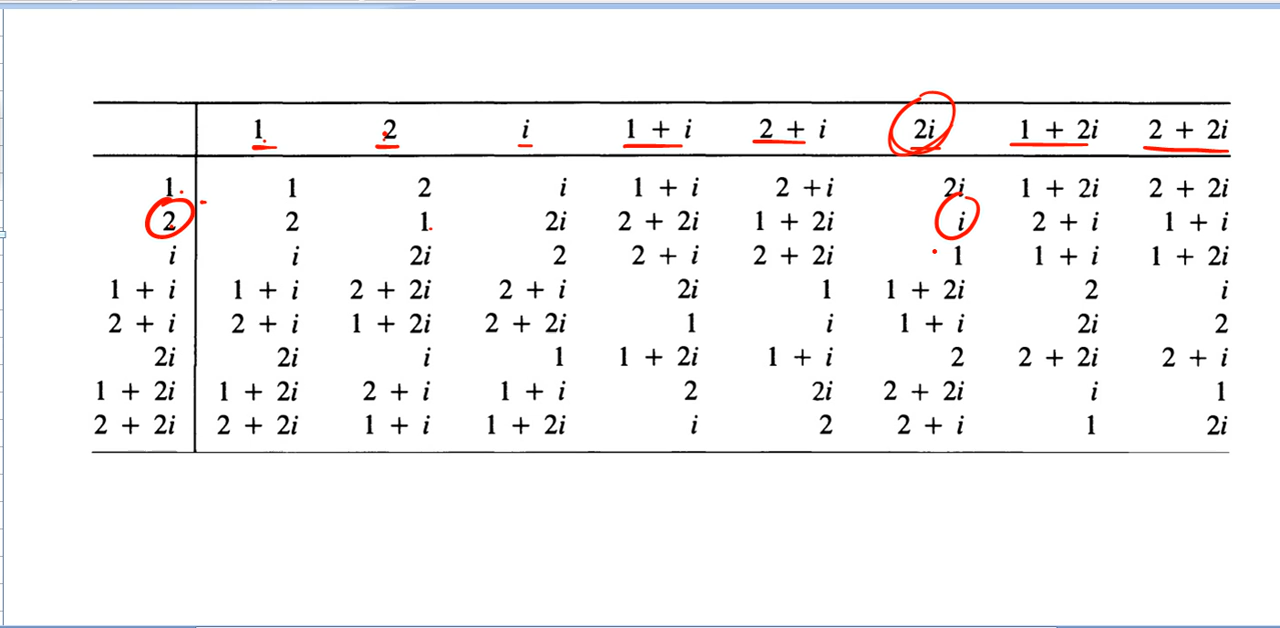 1 2 i 1 + i 2 + i 2i 1 + 2i 2 + 2i
1 1 2 i 1 + i 2 +i 2i 1 + 2i 2 + 2i
2 2 1 2i 2 + 2i 1 + 2i i 2 + i 1 + i
i i 2i 2 2 + i 2 + 2i 1 1 + i 1 + 2i
1 + i 1 + i 2 + 2i 2 + i 2i 1 1 + 2i 2 i
2 + i 2 + i 1 + 2i 2 + 2i 1 i 1 + i 2i 2
2i 2i i 1 1 + 2i 1 + i 2 2 + 2i 2 + i
1 + 2i 1 + 2i 2 + i 1 + i 2 2i 2 + 2i i 1
2 + 2i 2 + 2i 1 + i 1 + 2i i 2 2 + i 1 2i